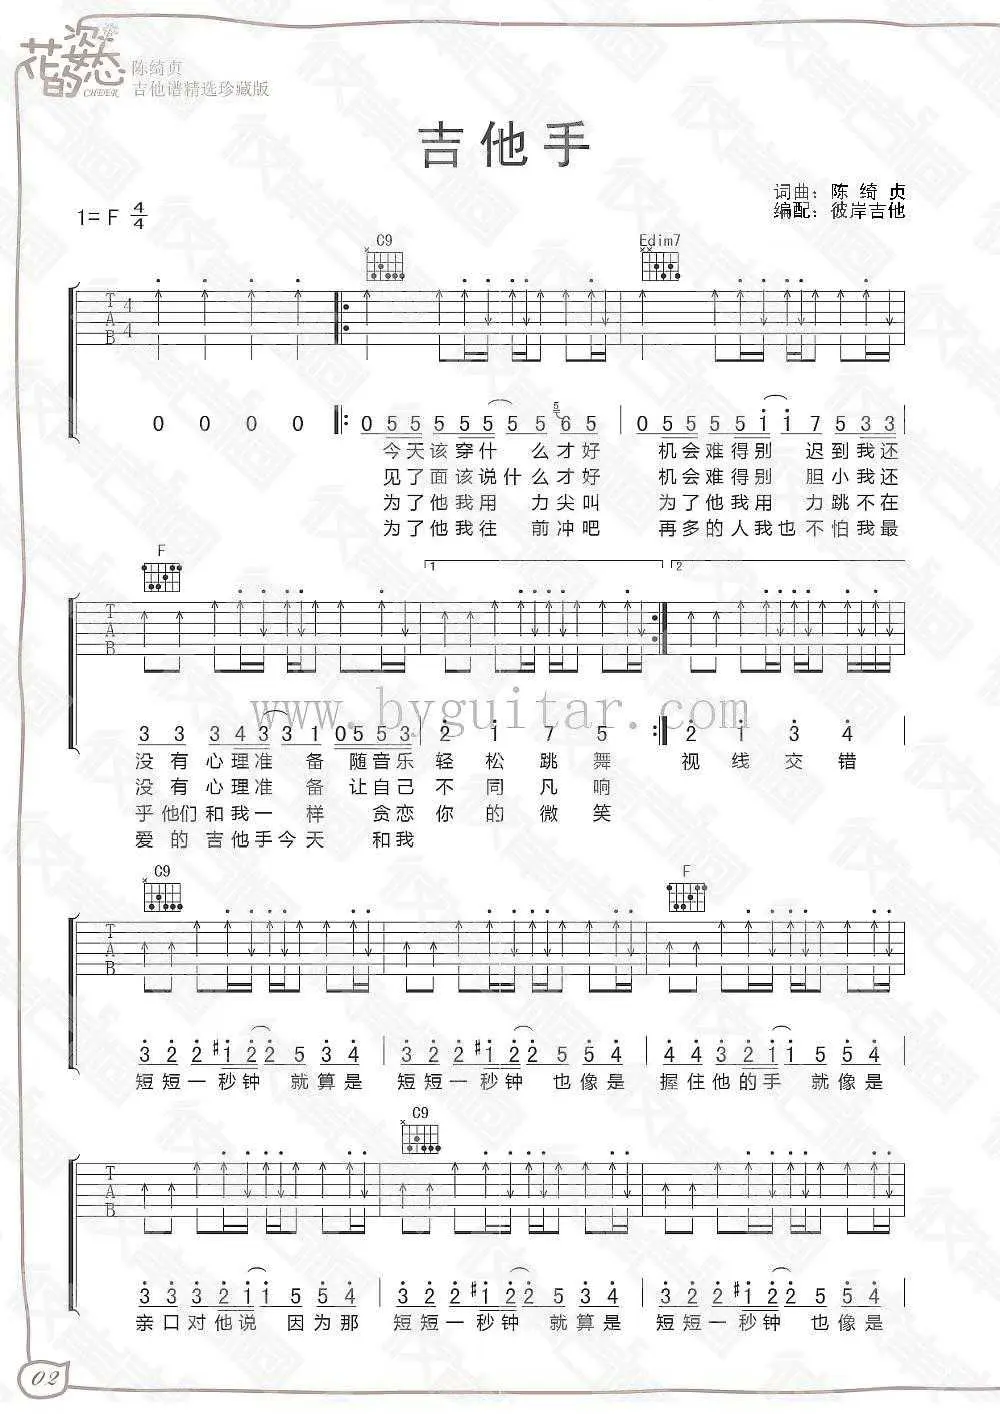 花的姿态
CHEER
陈绮贞
吉他谱精选珍藏版
吉他手
词曲：陈 绮 贞
编配：彼岸吉他
1= F 4/4
C9 Edim7
T A B 4 4
0 0 0 0 0 5 5 5 5 5 5 5 6 5 0 5 5 5 5 1 1 7 5 3 3
今天该穿什 么才好 机会难得别 迟到我还
见了面该说什么才好 机会难得别 胆小我还
为了他我用 力尖叫 为了他我用 力跳不在
为了他我往 前冲吧 再多的人我也 不怕我最
F 1 2
T A B
www.byguitar.com
3 3 3 4 3 3 1 0 5 5 3 2 1 7 5 2 1 3 4
没有心理准 备随音乐 轻松跳舞 视线交错
没有心理准 备让自己 不同凡响
乎他们和我一 样 贪恋你的微笑
爱的吉他手今天 和我
C9 F
T A B
3 2 2 #1 2 2 5 3 4 3 2 2 #1 2 2 5 5 4 4 4 3 2 1 1 5 5 4
短短一秒钟 就算是 短短一秒钟 也像是 握住他的手 就像是
C9
T A B
3 3 3 2 1 1 5 5 4 3 2 2 #1 2 2 5 5 4 3 2 2 #1 2 2 5 5 4
亲口对他说 因为那 短短一秒钟 就算是 短短一秒钟 也像是
02